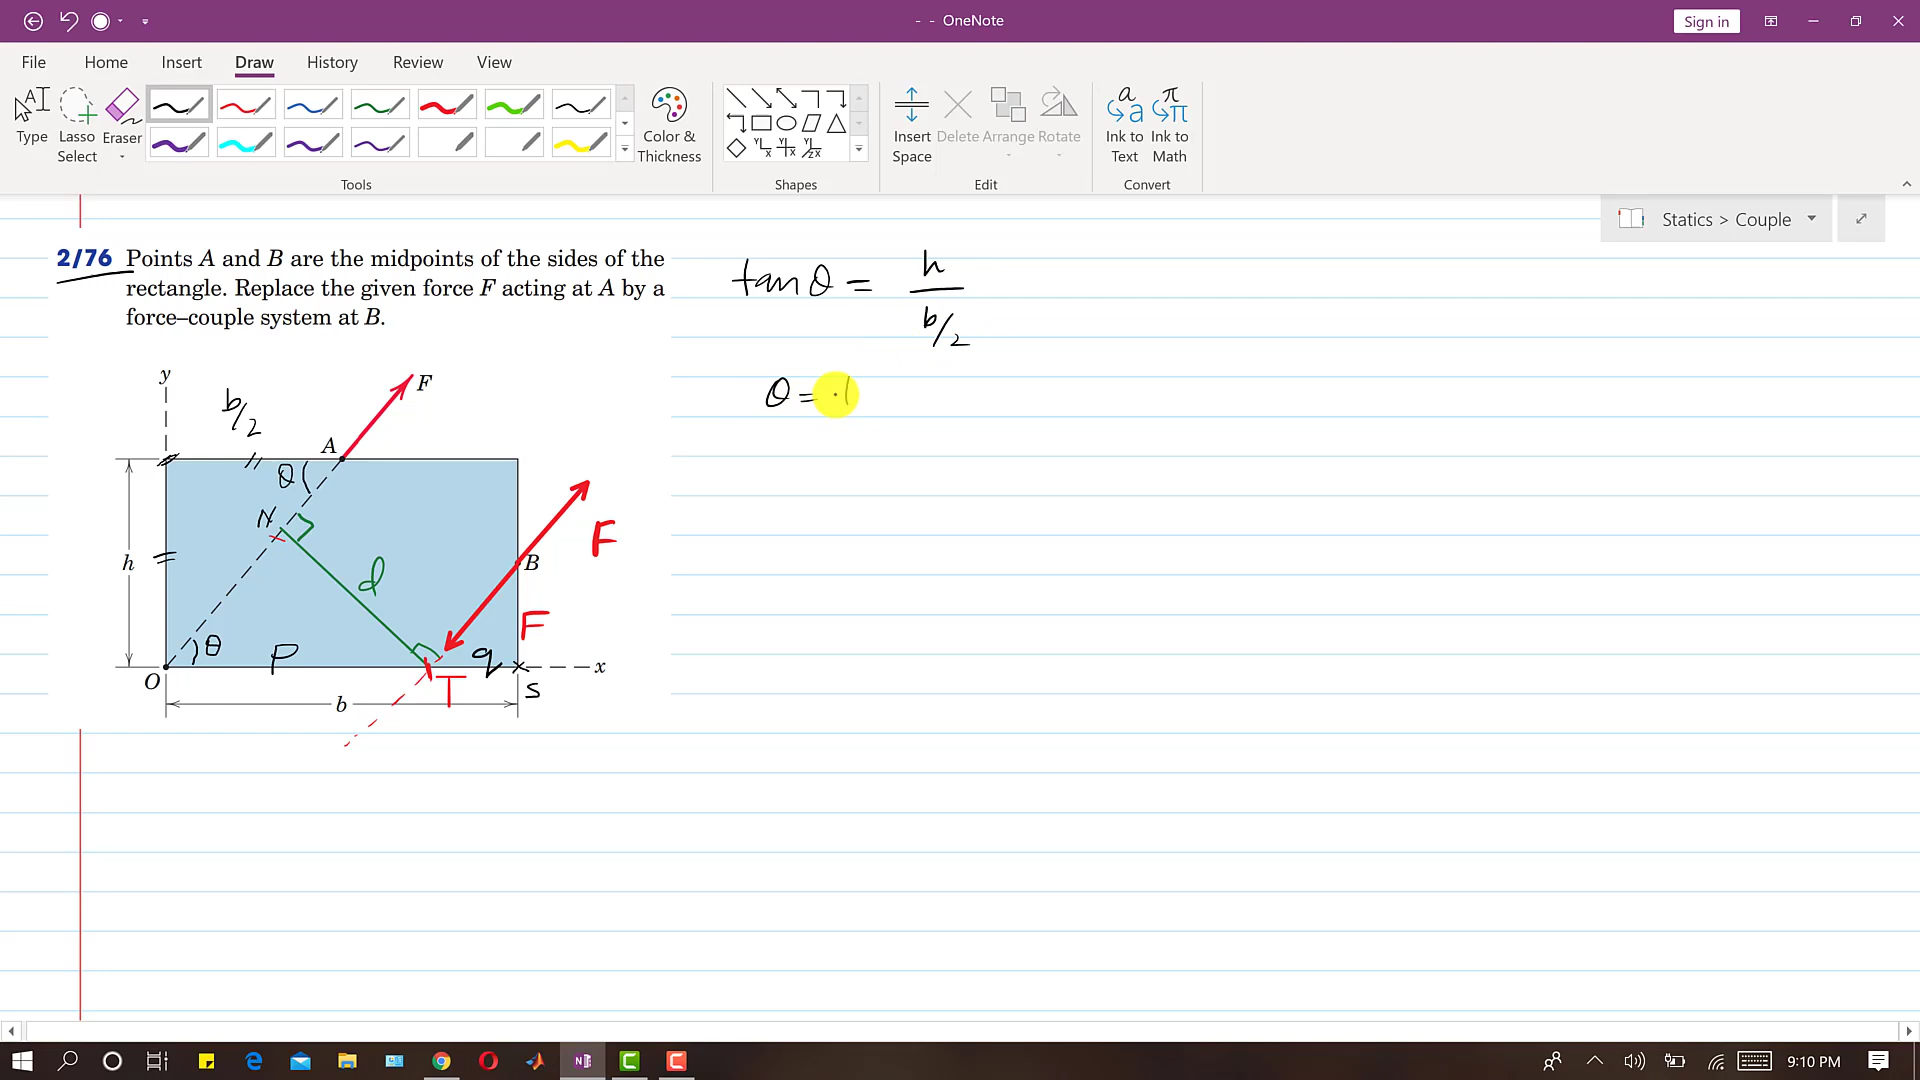 - - OneNote
Sign in
File Home Insert Draw History Review View
Type
Lasso Select
Eraser
Color & Thickness
Insert Space
Delete
Arrange
Rotate
Ink to Text
Ink to Math
Tools
Shapes
Edit
Convert
Statics > Couple
2/76 Points A and B are the midpoints of the sides of the
rectangle. Replace the given force F acting at A by a
force–couple system at B.
tan θ = h
b/2
θ =
y
b/2
F
A
θ
N
F
h
B
d
F
θ
P
q
x
O
T
S
b
9:10 PM